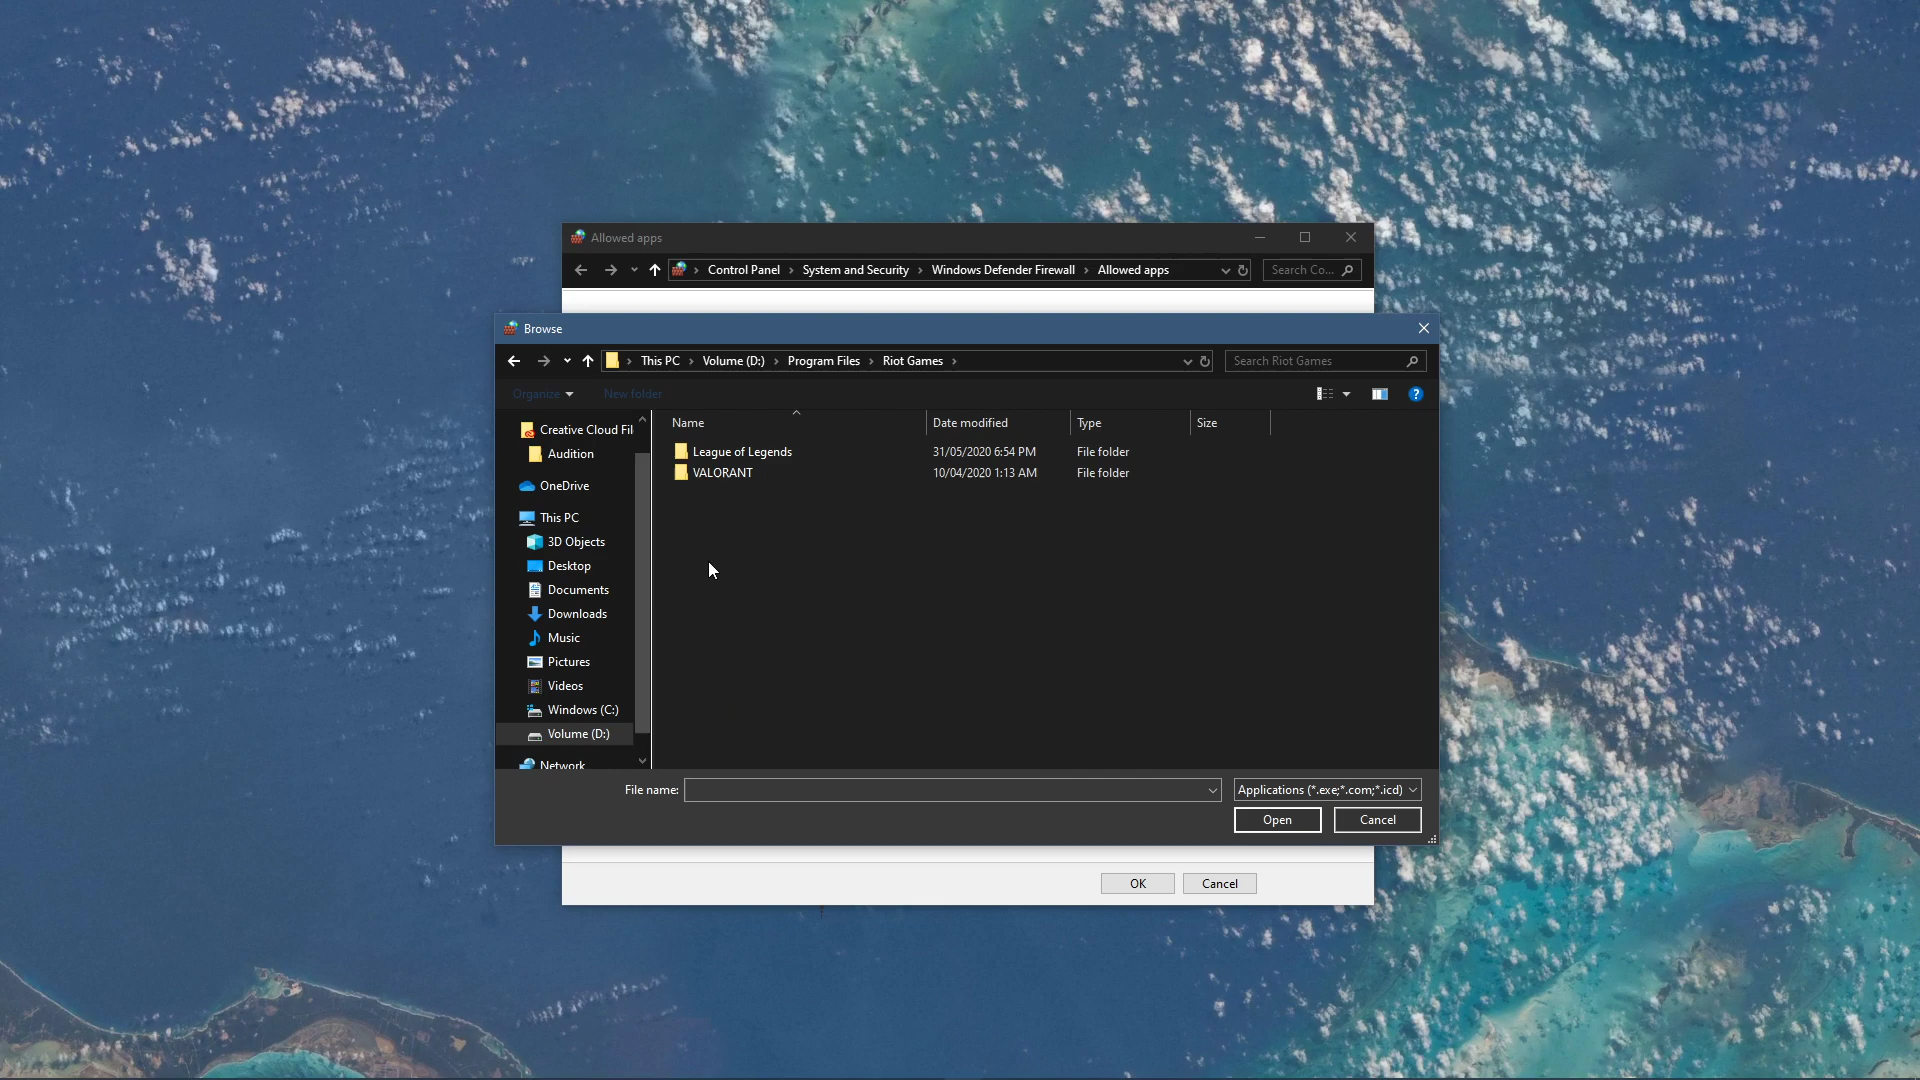 Allowed apps
Control Panel System and Security Windows Defender Firewall Allowed apps Search Co...
Browse
This PC Volume (D:) Program Files Riot Games Search Riot Games
Organize New folder
Name Date modified Type Size
League of Legends 31/05/2020 6:54 PM File folder
VALORANT 10/04/2020 1:13 AM File folder
Creative Cloud Fil
Audition
OneDrive
This PC
3D Objects
Desktop
Documents
Downloads
Music
Pictures
Videos
Windows (C:)
Volume (D:)
Network
File name: Applications (*.exe;*.com;*.icd)
Open Cancel
OK Cancel